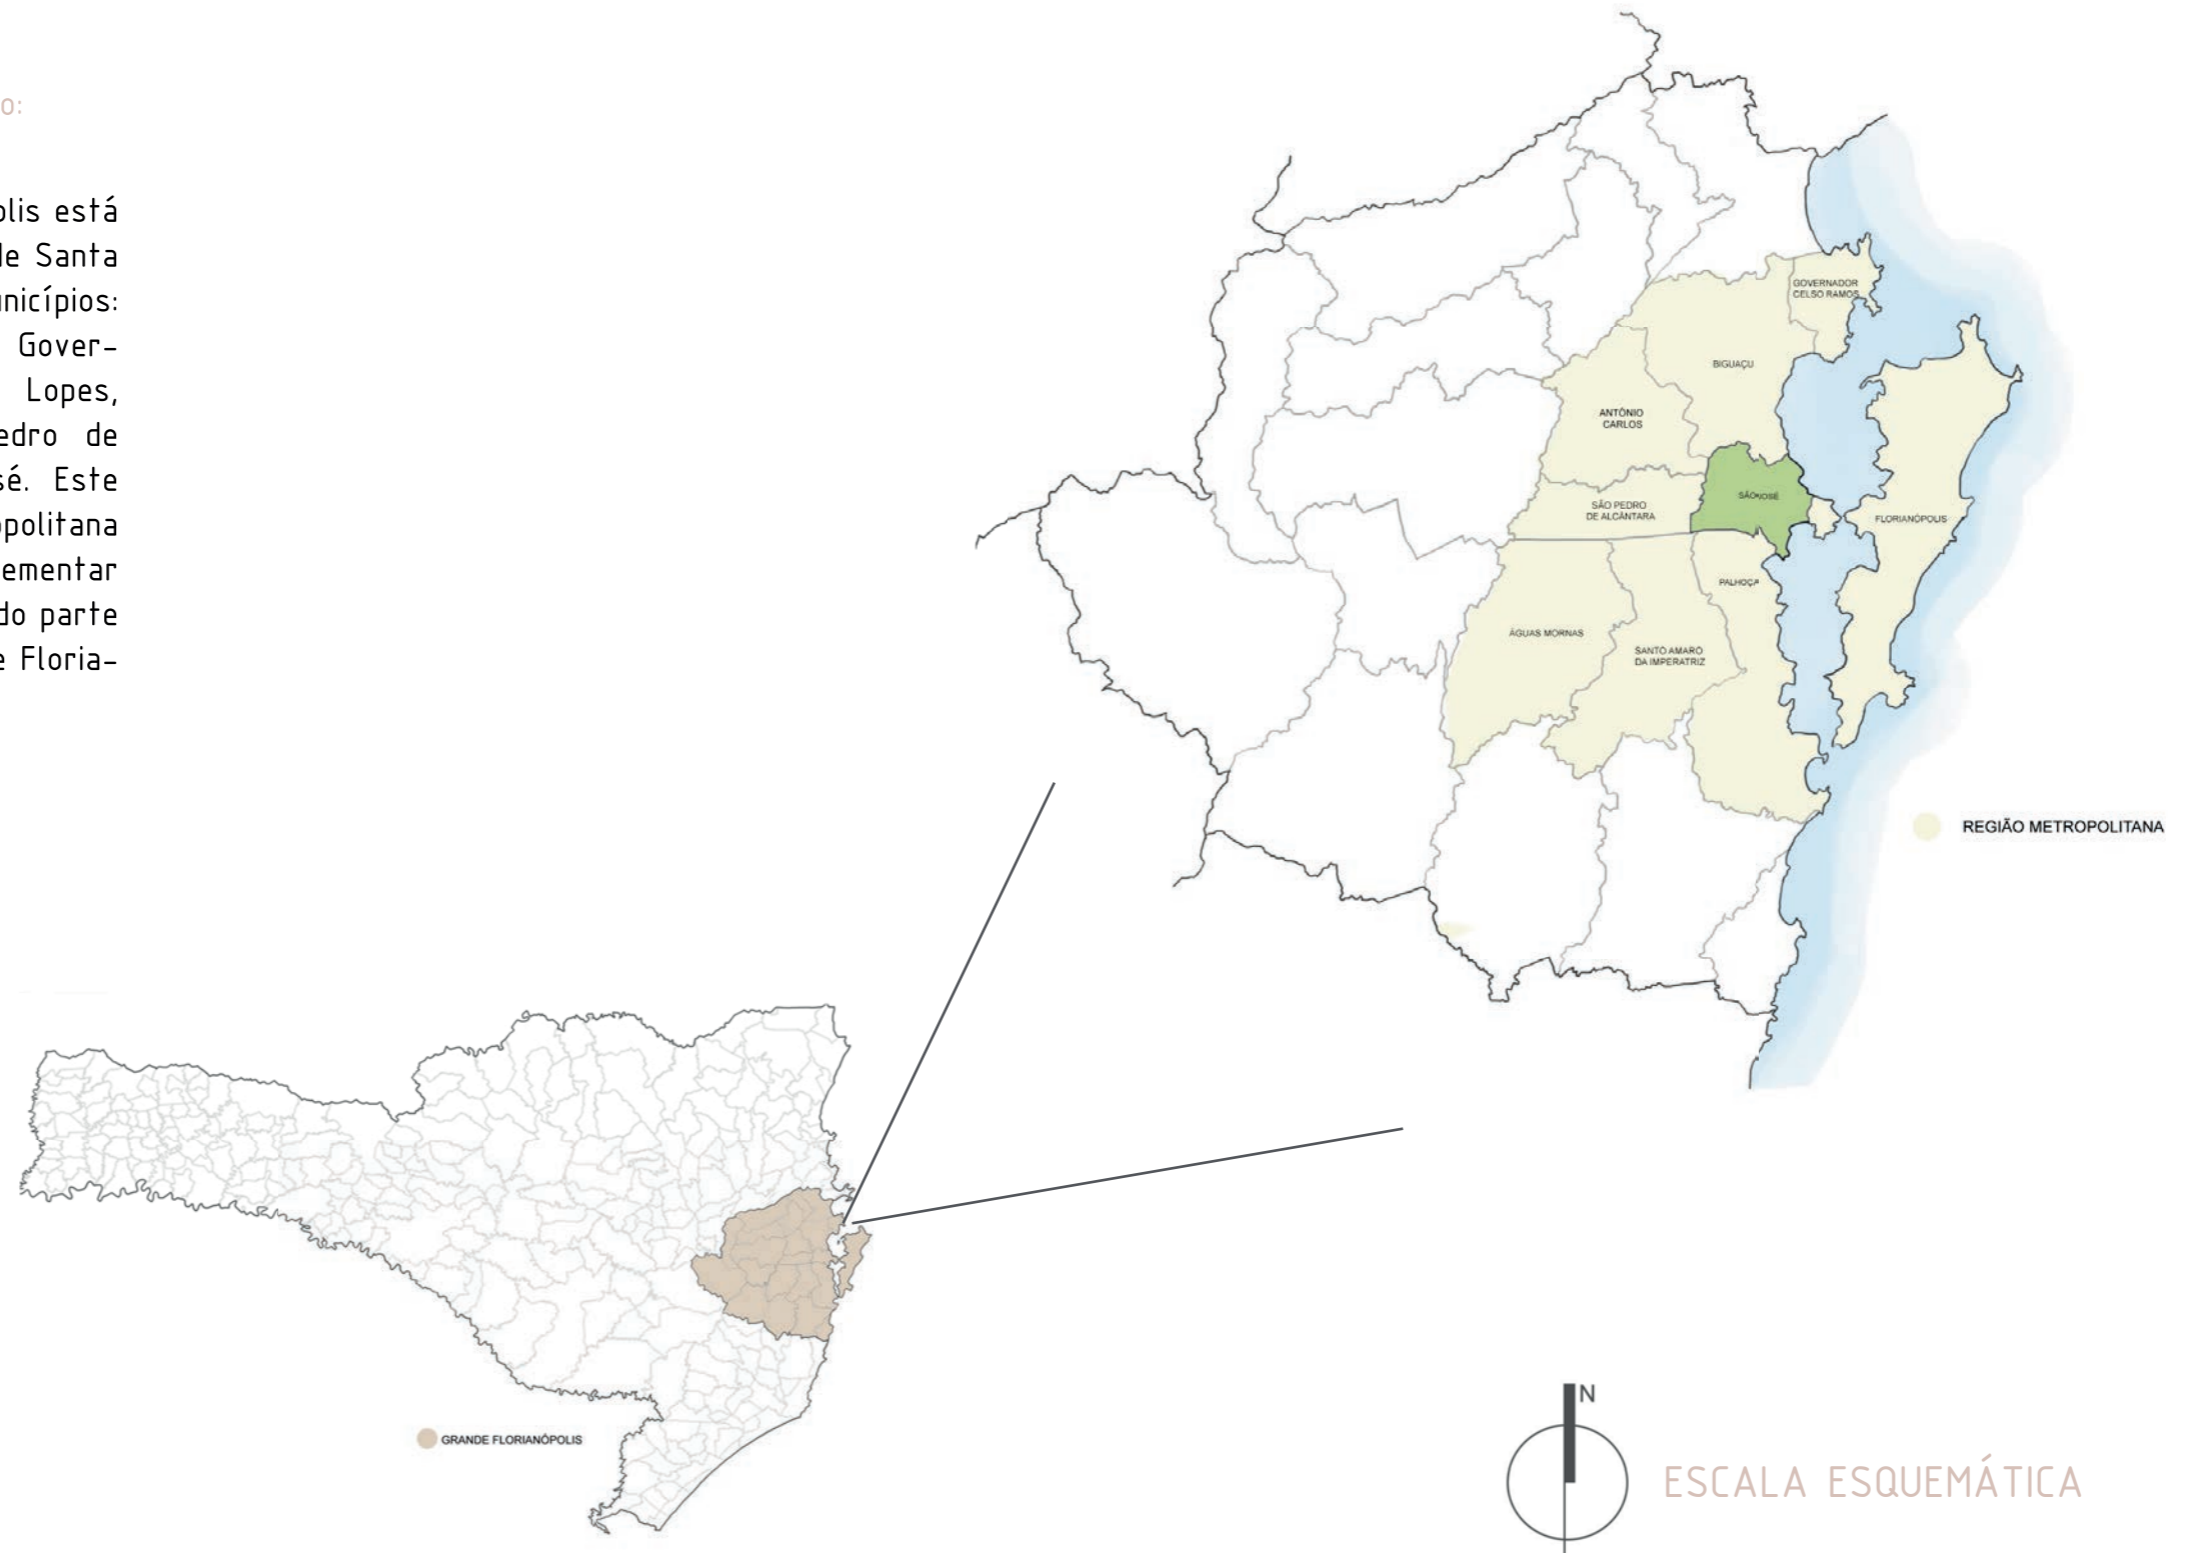 o:
olis está
de Santa
unicípios:
Gover-
Lopes,
edro de
sé. Este
opolitana
lementar
do parte
e Floria-
GOVERNADOR
CELSO RAMOS
BIGUAÇU
ANTÔNIO
CARLOS
SÃO JOSÉ
SÃO PEDRO
DE ALCÂNTARA
FLORIANÓPOLIS
PALHOÇA
ÁGUAS MORNAS
SANTO AMARO
DA IMPERATRIZ
REGIÃO METROPOLITANA
GRANDE FLORIANÓPOLIS
N
ESCALA ESQUEMÁTICA